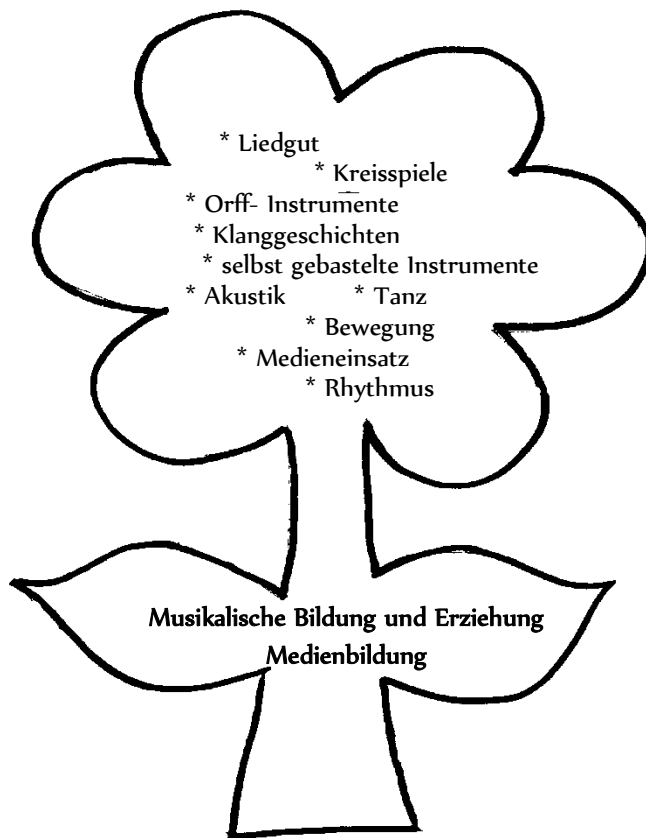 * Liedgut
* Kreisspiele
* Orff- Instrumente
* Klanggeschichten
* selbst gebastelte Instrumente
* Akustik * Tanz
* Bewegung
* Medieneinsatz
* Rhythmus
Musikalische Bildung und Erziehung
Medienbildung